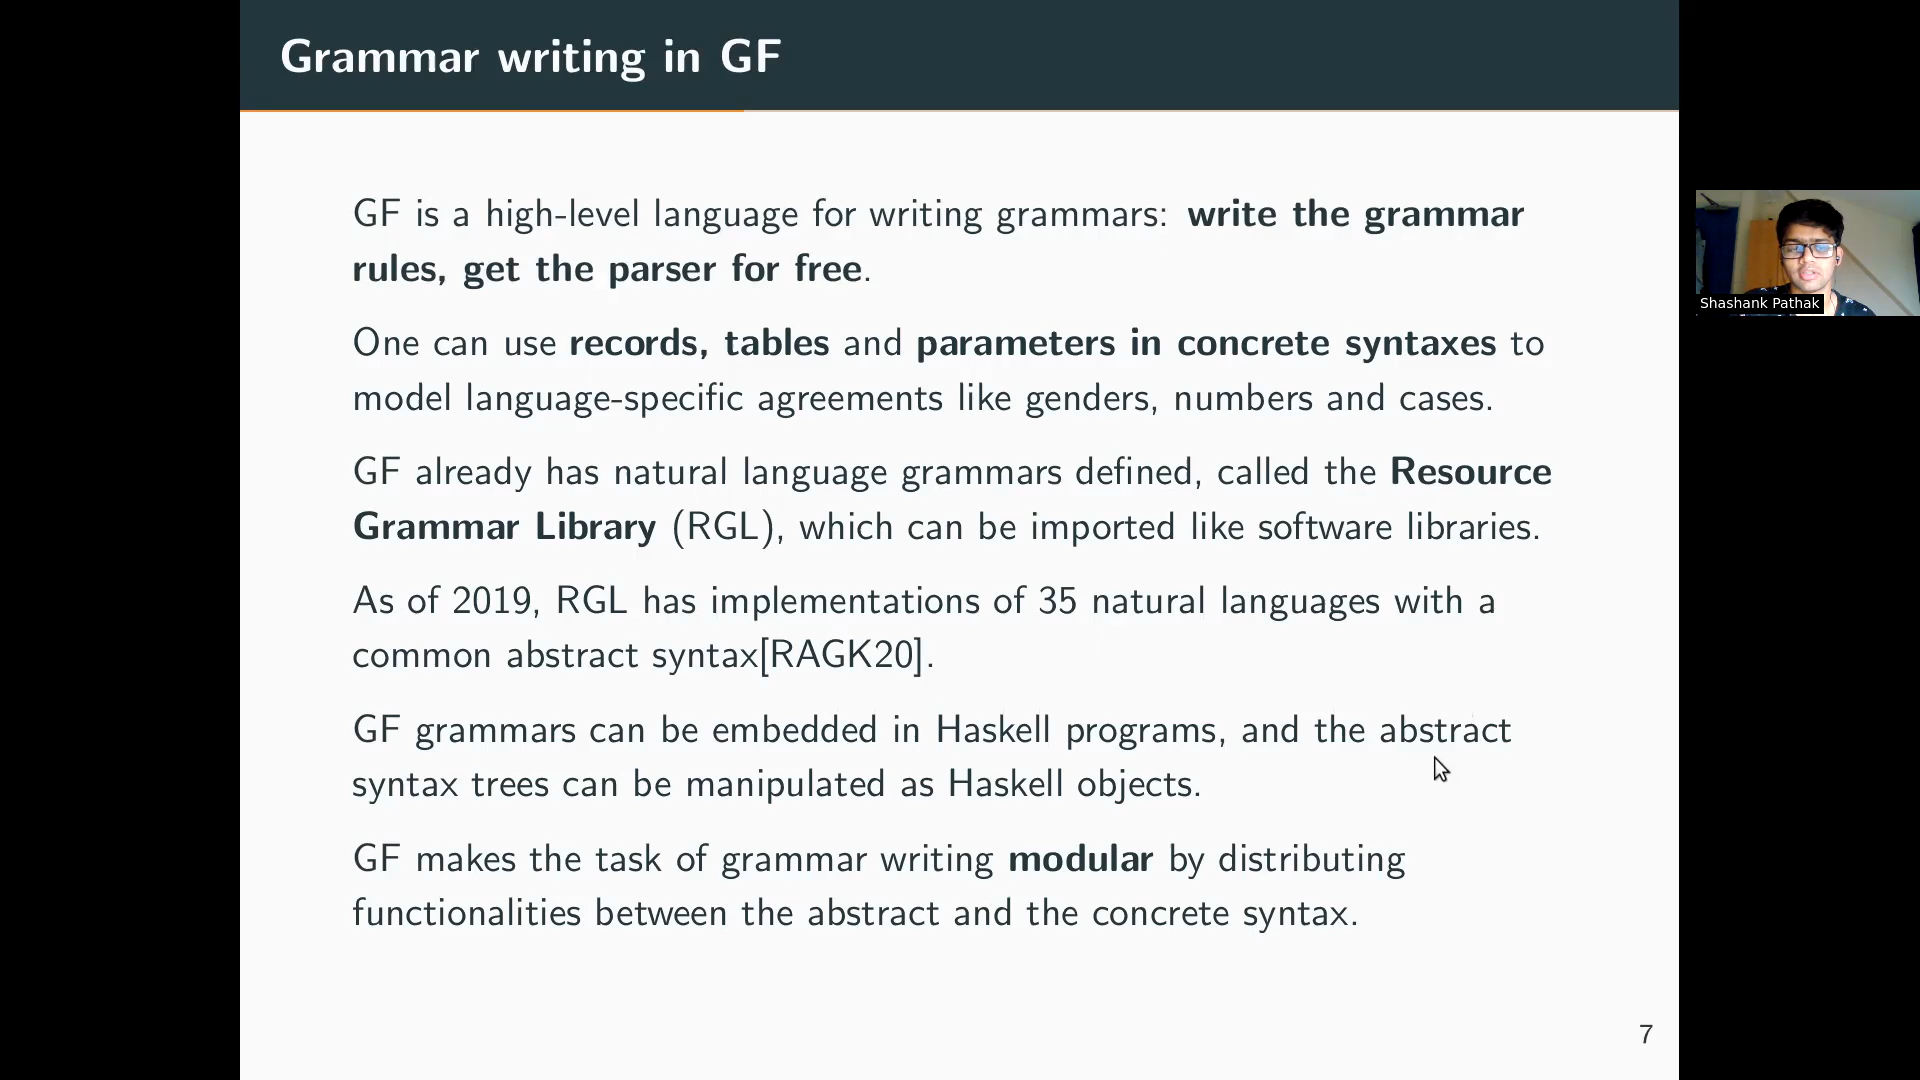 Grammar writing in GF
GF is a high-level language for writing grammars: write the grammar
rules, get the parser for free.
One can use records, tables and parameters in concrete syntaxes to
model language-specific agreements like genders, numbers and cases.
GF already has natural language grammars defined, called the Resource
Grammar Library (RGL), which can be imported like software libraries.
As of 2019, RGL has implementations of 35 natural languages with a
common abstract syntax[RAGK20].
GF grammars can be embedded in Haskell programs, and the abstract
syntax trees can be manipulated as Haskell objects.
GF makes the task of grammar writing modular by distributing
functionalities between the abstract and the concrete syntax.
7
Shashank Pathak